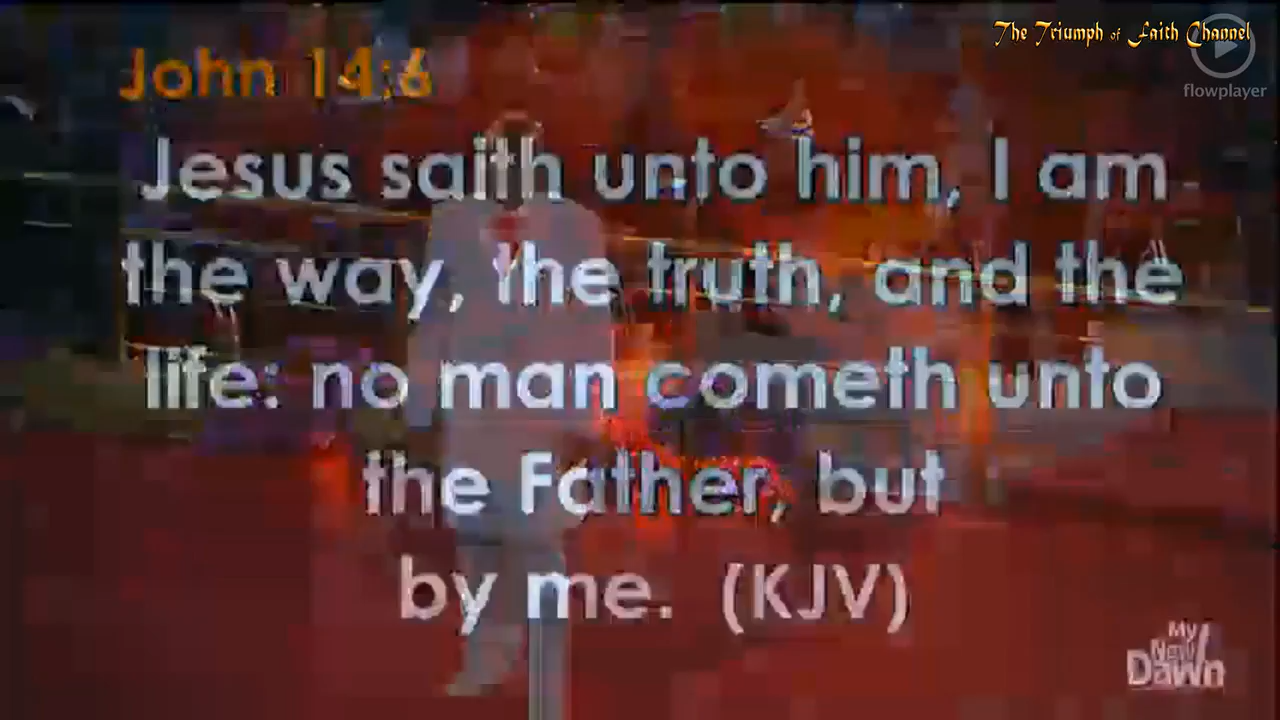 The Triumph of Faith Channel
flowplayer
John 14:6
Jesus saith unto him, I am
the way, the truth, and the
life: no man cometh unto
the Father, but
by me. (KJV)
My
New
Dawn